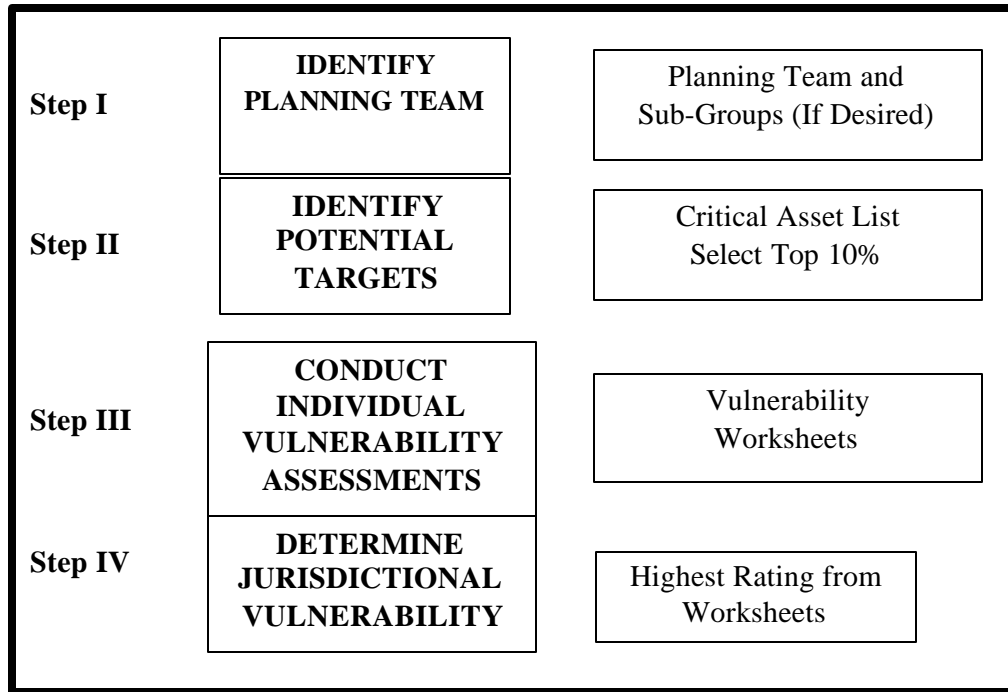 Step I
IDENTIFY
PLANNING TEAM
Planning Team and
Sub-Groups (If Desired)
Step II
IDENTIFY
POTENTIAL
TARGETS
Critical Asset List
Select Top 10%
Step III
CONDUCT
INDIVIDUAL
VULNERABILITY
ASSESSMENTS
Vulnerability
Worksheets
Step IV
DETERMINE
JURISDICTIONAL
VULNERABILITY
Highest Rating from
Worksheets